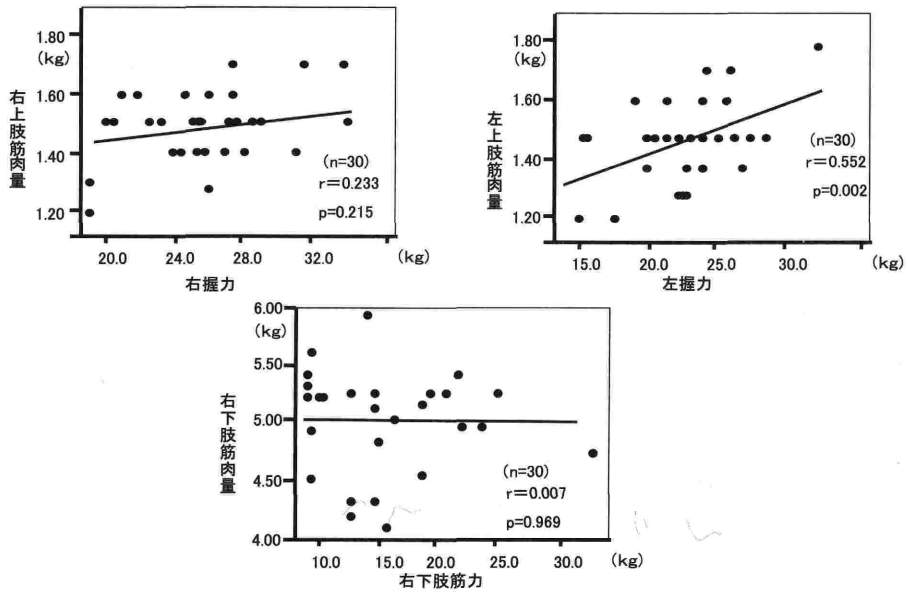 1.80
(kg)
1.60
1.40
1.20
右上肢筋肉量
(n=30)
r=0.233
p=0.215
20.0 24.0 28.0 32.0 (kg)
右握力
1.80
(kg)
1.60
1.40
1.20
左上肢筋肉量
(n=30)
r=0.552
p=0.002
15.0 20.0 25.0 30.0 (kg)
左握力
6.00
(kg)
5.50
5.00
4.50
4.00
右下肢筋肉量
(n=30)
r=0.007
p=0.969
10.0 15.0 20.0 25.0 30.0 (kg)
右下肢筋力